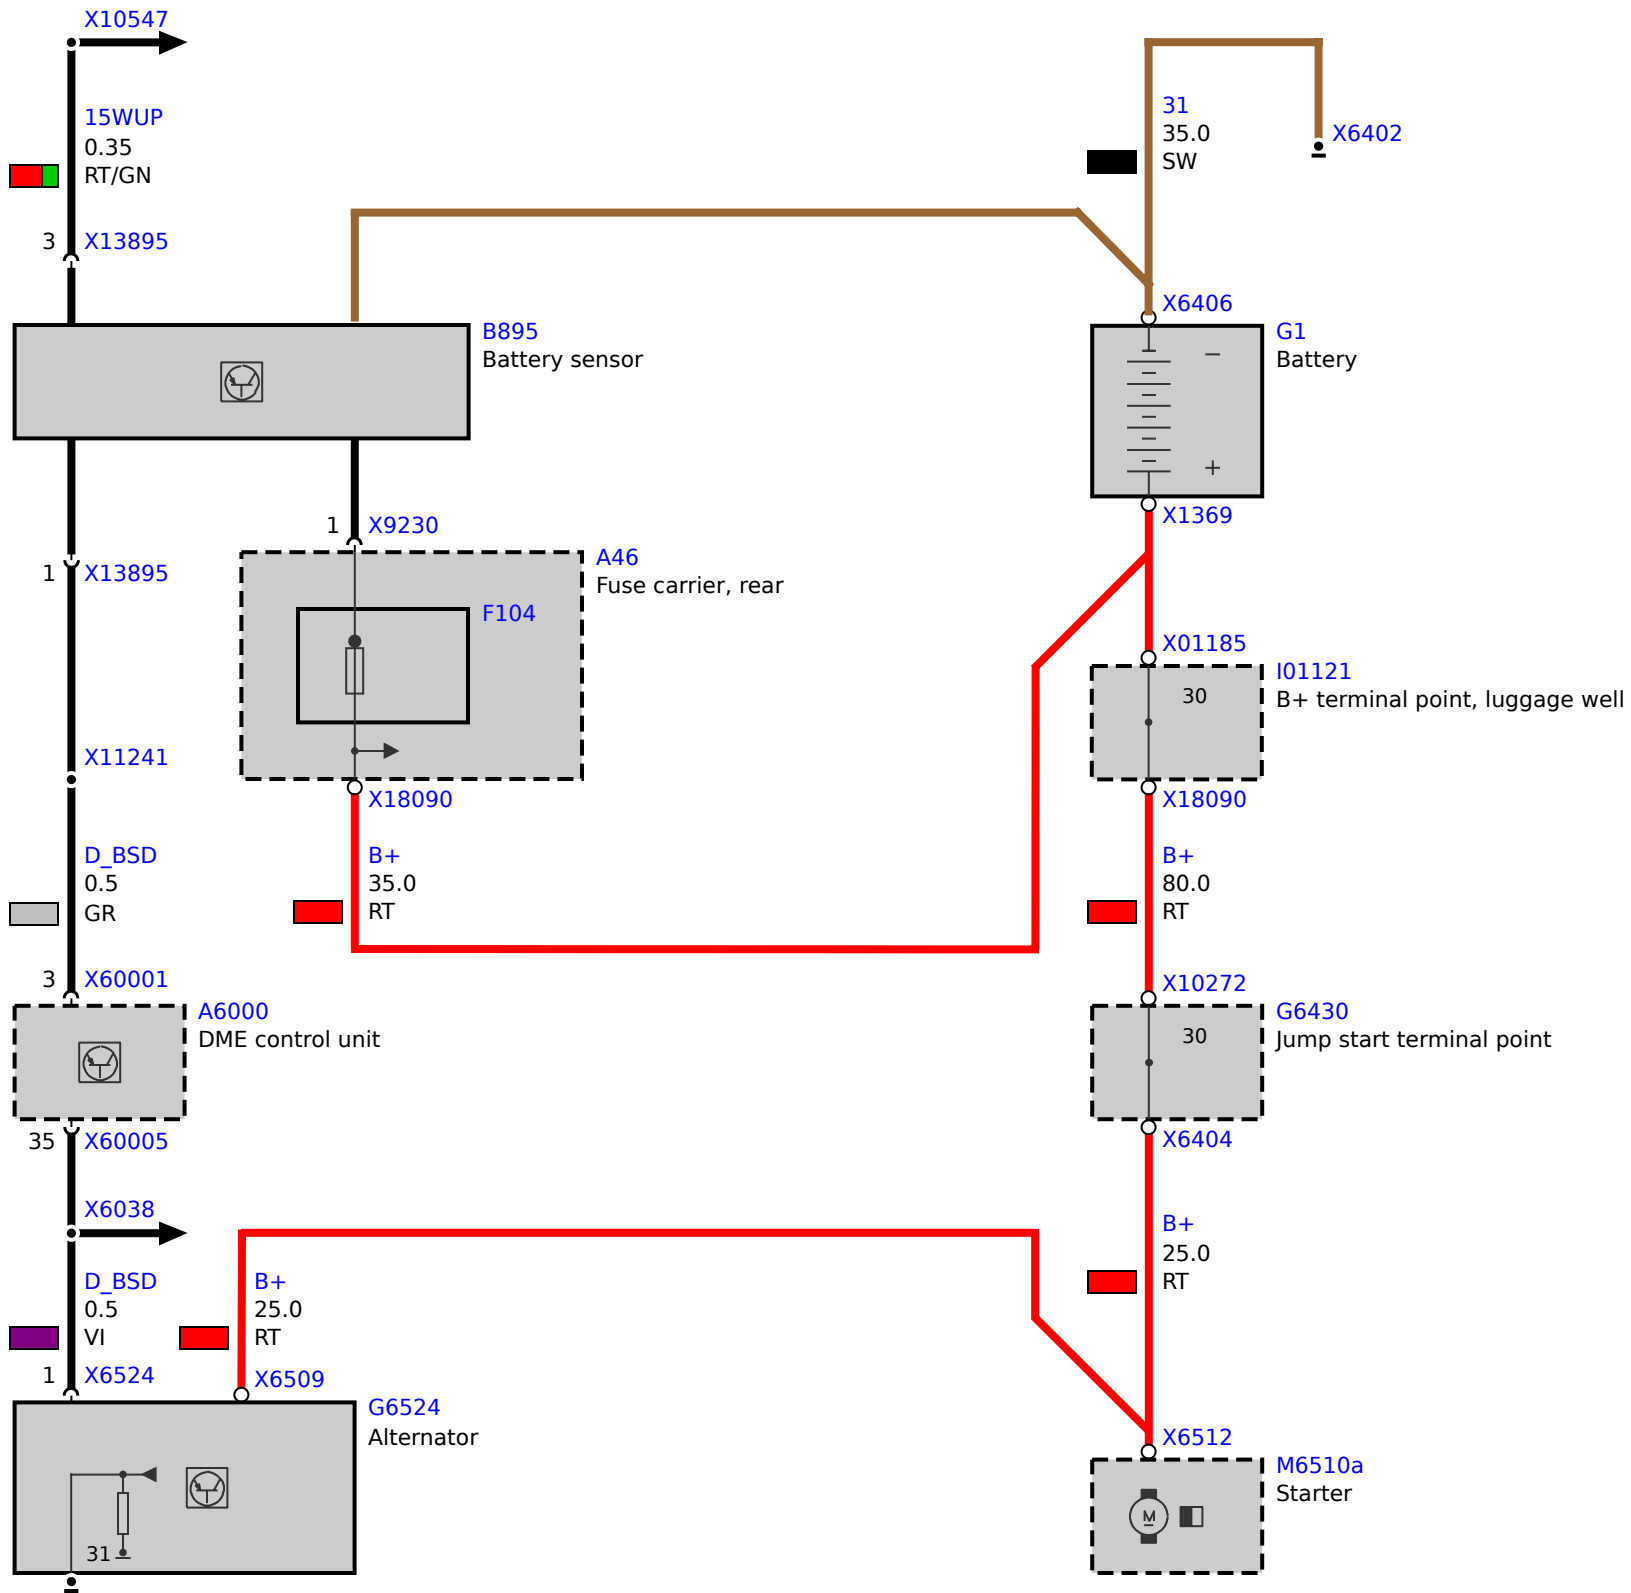 X10547
15WUP
0.35
RT/GN
3 X13895
31
35.0
SW
X6402
X6406
B895
Battery sensor
G1
Battery
−
+
X1369
1 X9230
1 X13895
A46
Fuse carrier, rear
F104
X01185
I01121
B+ terminal point, luggage well
30
X11241
X18090
X18090
D_BSD
0.5
GR
B+
35.0
RT
B+
80.0
RT
3 X60001
X10272
A6000
DME control unit
G6430
Jump start terminal point
30
35 X60005
X6404
X6038
B+
25.0
RT
D_BSD
0.5
VI
B+
25.0
RT
1 X6524
X6509
G6524
Alternator
31
X6512
M6510a
Starter
M